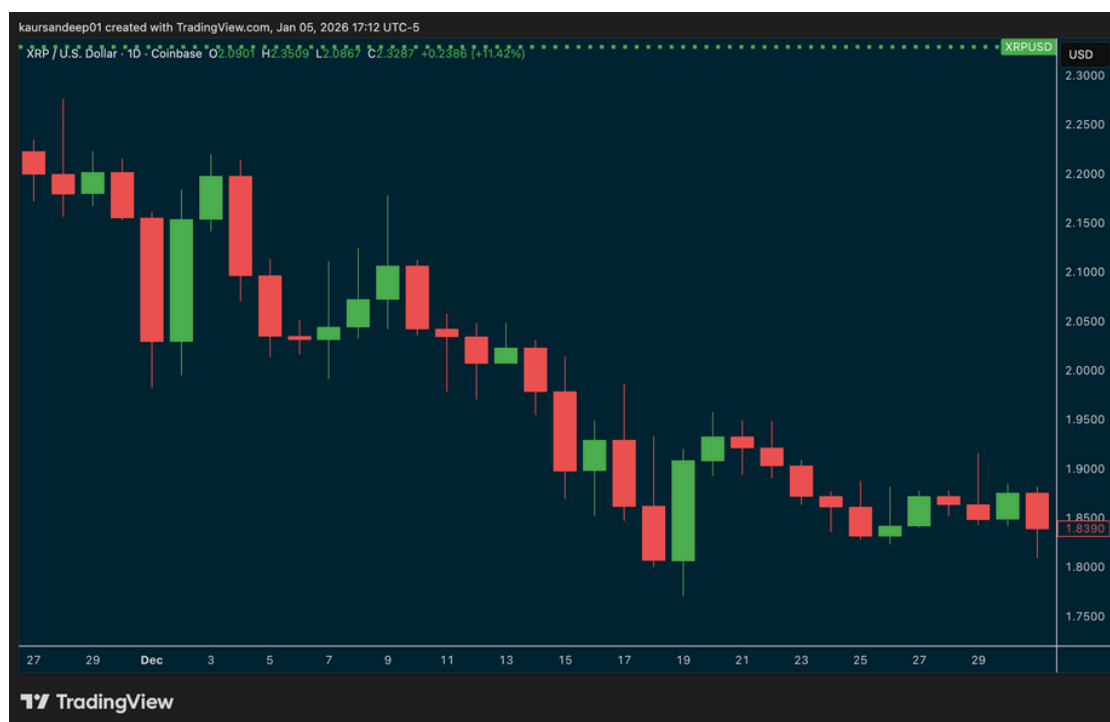 kaursandeep01 created with TradingView.com, Jan 05, 2026 17:12 UTC-5
XRP / U.S. Dollar · 1D · Coinbase O2.0901 H2.3509 L2.0867 C2.3287 +0.2386 (+11.42%)
XRPUSD
USD
2.3000
2.2500
2.2000
2.1500
2.1000
2.0500
2.0000
1.9500
1.9000
1.8500
1.8390
1.8000
1.7500
27 29 Dec 3 5 7 9 11 13 15 17 19 21 23 25 27 29
TradingView